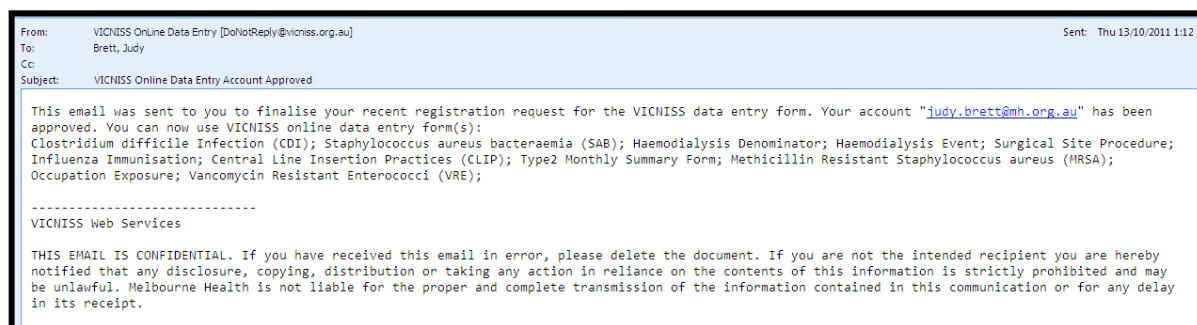 From: VICNISS OnLine Data Entry [DoNotReply@vicniss.org.au] Sent: Thu 13/10/2011 1:12
To: Brett, Judy
Cc:
Subject: VICNISS Online Data Entry Account Approved
This email was sent to you to finalise your recent registration request for the VICNISS data entry form. Your account "judy.brett@mh.org.au" has been
approved. You can now use VICNISS online data entry form(s):
Clostridium difficile Infection (CDI); Staphylococcus aureus bacteraemia (SAB); Haemodialysis Denominator; Haemodialysis Event; Surgical Site Procedure;
Influenza Immunisation; Central Line Insertion Practices (CLIP); Type2 Monthly Summary Form; Methicillin Resistant Staphylococcus aureus (MRSA);
Occupation Exposure; Vancomycin Resistant Enterococci (VRE);
-----------------------------
VICNISS Web Services
THIS EMAIL IS CONFIDENTIAL. If you have received this email in error, please delete the document. If you are not the intended recipient you are hereby
notified that any disclosure, copying, distribution or taking any action in reliance on the contents of this information is strictly prohibited and may
be unlawful. Melbourne Health is not liable for the proper and complete transmission of the information contained in this communication or for any delay
in its receipt.